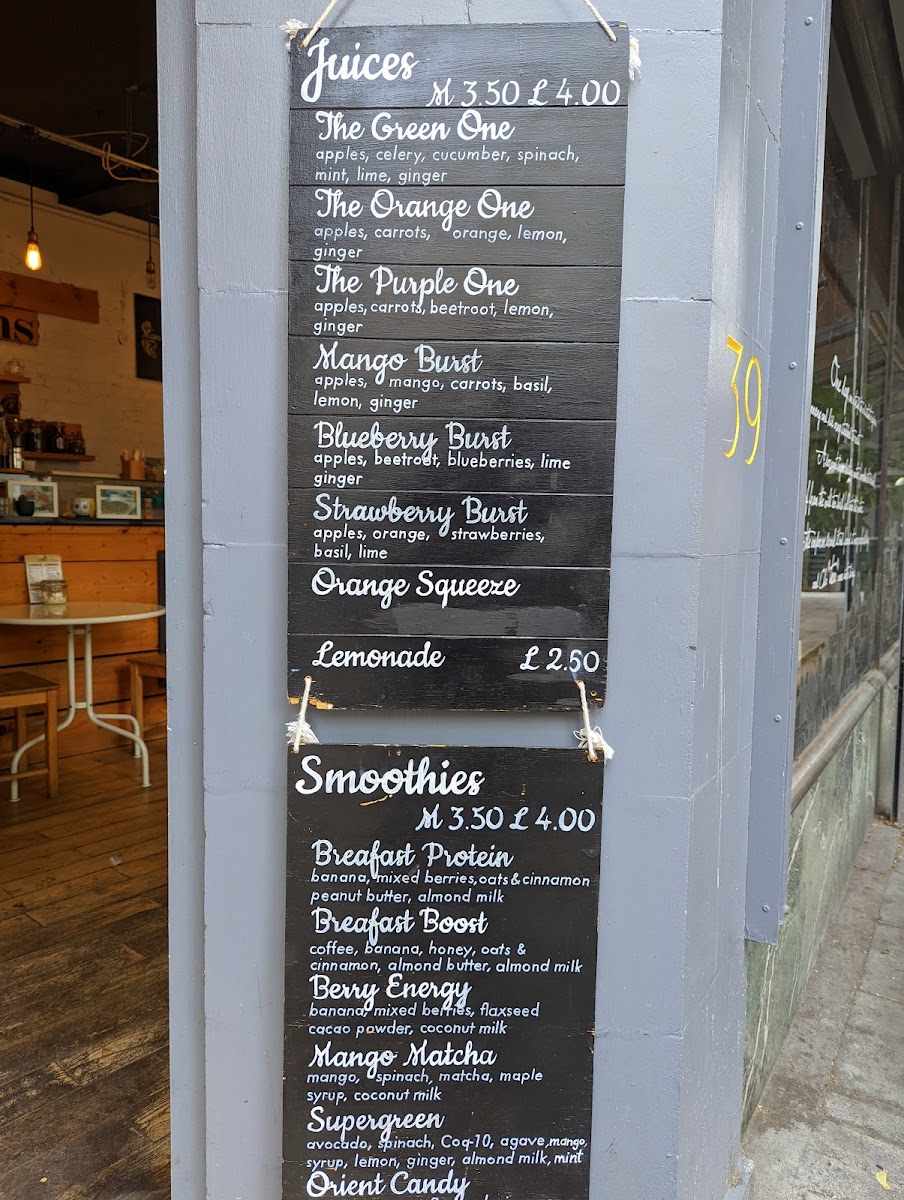 Juices
M 3.50 L 4.00
The Green One
apples, celery, cucumber, spinach,
mint, lime, ginger
The Orange One
apples, carrots, orange, lemon,
ginger
The Purple One
apples, carrots, beetroot, lemon,
ginger
Mango Burst
apples, mango, carrots, basil,
lemon, ginger
Blueberry Burst
apples, beetroot, blueberries, lime
ginger
Strawberry Burst
apples, orange, strawberries,
basil, lime
Orange Squeeze
Lemonade L 2.50
Smoothies
M 3.50 L 4.00
Breafast Protein
banana, mixed berries, oats & cinnamon
peanut butter, almond milk
Breafast Boost
coffee, banana, honey, oats &
cinnamon, almond butter, almond milk
Berry Energy
banana, mixed berries, flaxseed
cacao powder, coconut milk
Mango Matcha
mango, spinach, matcha, maple
syrup, coconut milk
Supergreen
avocado, spinach, Coq-10, agave, mango,
syrup, lemon, ginger, almond milk, mint
Orient Candy
39